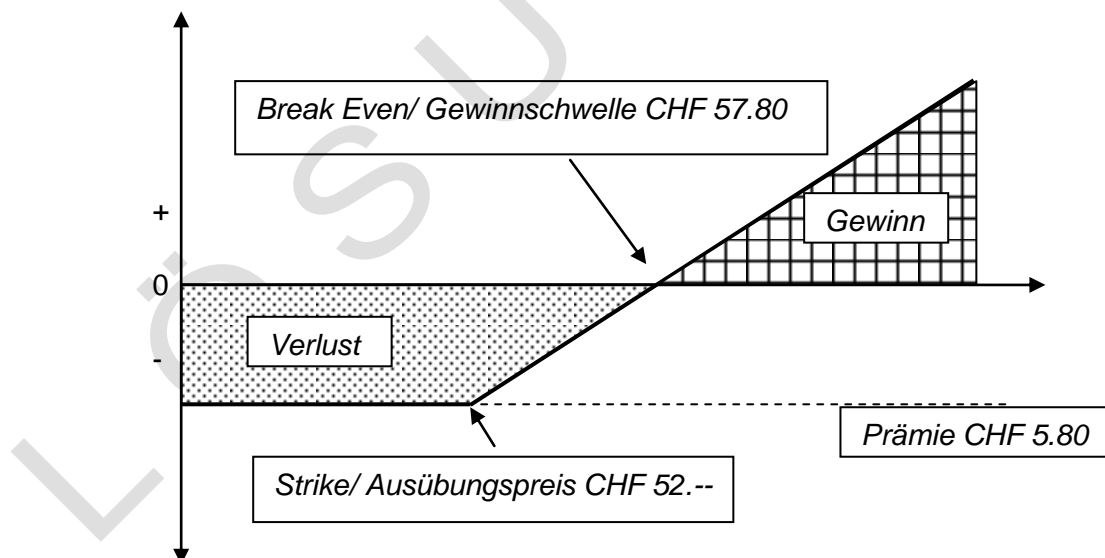 Break Even/ Gewinnschwelle CHF 57.80
+
Gewinn
0
Verlust
-
Prämie CHF 5.80
Strike/ Ausübungspreis CHF 52.--
L Ö S U